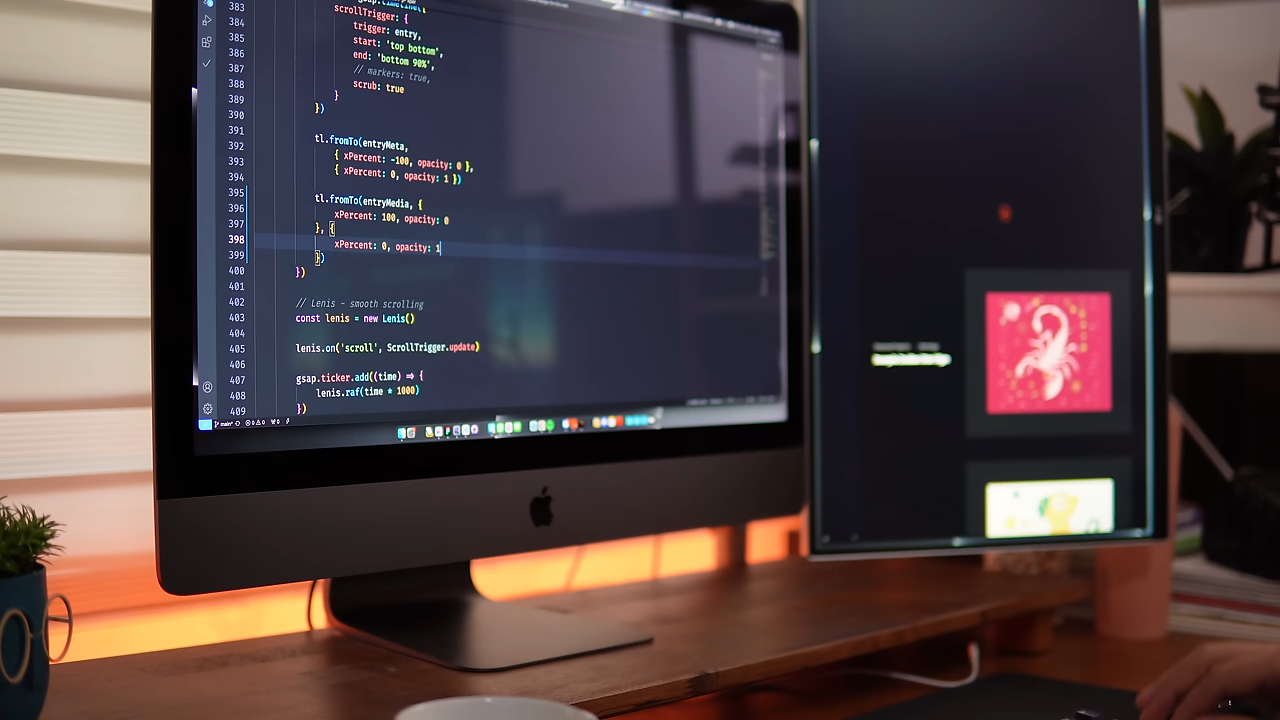 383
384 scrollTrigger: {
385 trigger: entry,
386 start: 'top bottom',
387 end: 'bottom 90%',
388 // markers: true,
389 scrub: true
390 }
391 })
392 tl.fromTo(entryMeta,
393 { xPercent: -100, opacity: 0 },
394 { xPercent: 0, opacity: 1 })
395
396 tl.fromTo(entryMedia, {
397 xPercent: 100, opacity: 0
398 }, {
399 xPercent: 0, opacity: 1
400 })
401 })
402 // Lenis - smooth scrolling
403 const lenis = new Lenis()
404
405 lenis.on('scroll', ScrollTrigger.update)
406
407 gsap.ticker.add((time) => {
408 lenis.raf(time * 1000)
409 })
main*